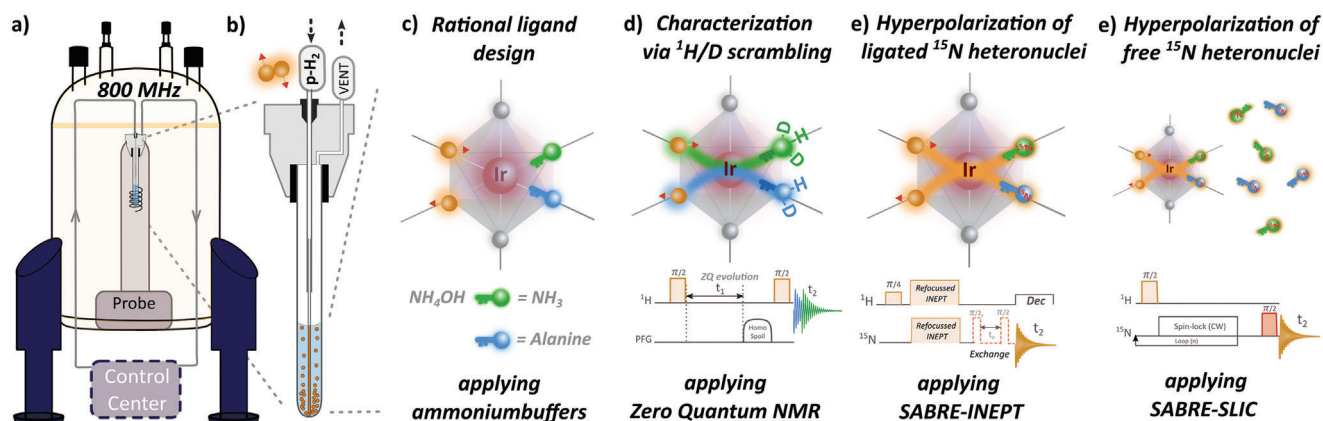 a)
800 MHz
Probe
Control
Center
b)
p-H2
VENT
c) Rational ligand
design
Ir
NH4OH
= NH3
= Alanine
applying
ammoniumbuffers
d) Characterization
via 1H/D scrambling
D
H
D
Ir
H
D
π/2
ZQ evolution
t1
π/2
1H
t2
PFG
Homo
Spoil
applying
Zero Quantum NMR
e) Hyperpolarization of
ligated 15N heteronuclei
Ir
15N
15N
π/4
Refocussed
INEPT
1H
Dec
Refocussed
INEPT
π/2
π/2
t2
15N
Exchange
applying
SABRE-INEPT
e) Hyperpolarization of
free 15N heteronuclei
Ir
π/2
1H
π/2
t2
15N
Spin-lock (CW)
Loop (n)
applying
SABRE-SLIC